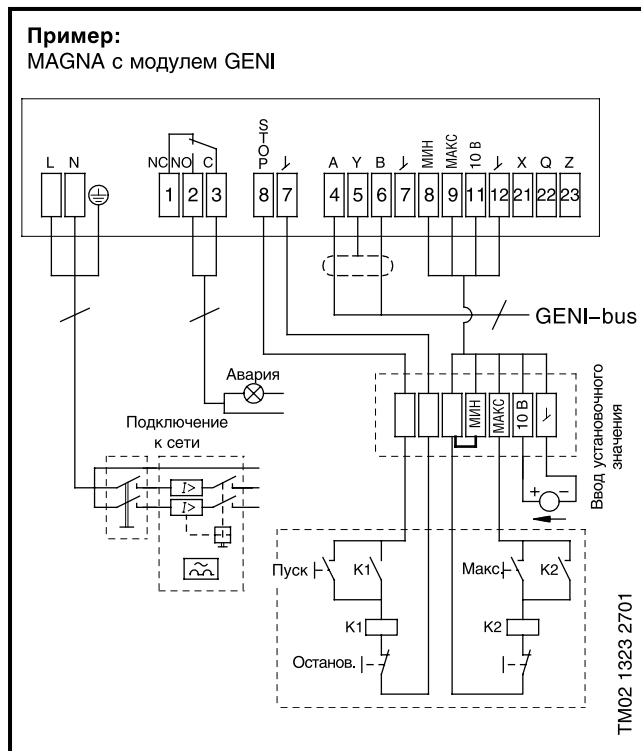 Пример:
MAGNA с модулем GENI
L N
NC NO C
STOP
A Y B МИН МАКС 10 В X Q Z
1 2 3 8 7 4 5 6 7 8 9 11 12 21 22 23
GENI-bus
Авария
Подключение
к сети
МИН МАКС 10 В
Ввод установочного
значения
I>
I>
+ −
Пуск K1 Макс. K2
K1 K2
Останов.
TM02 1323 2701